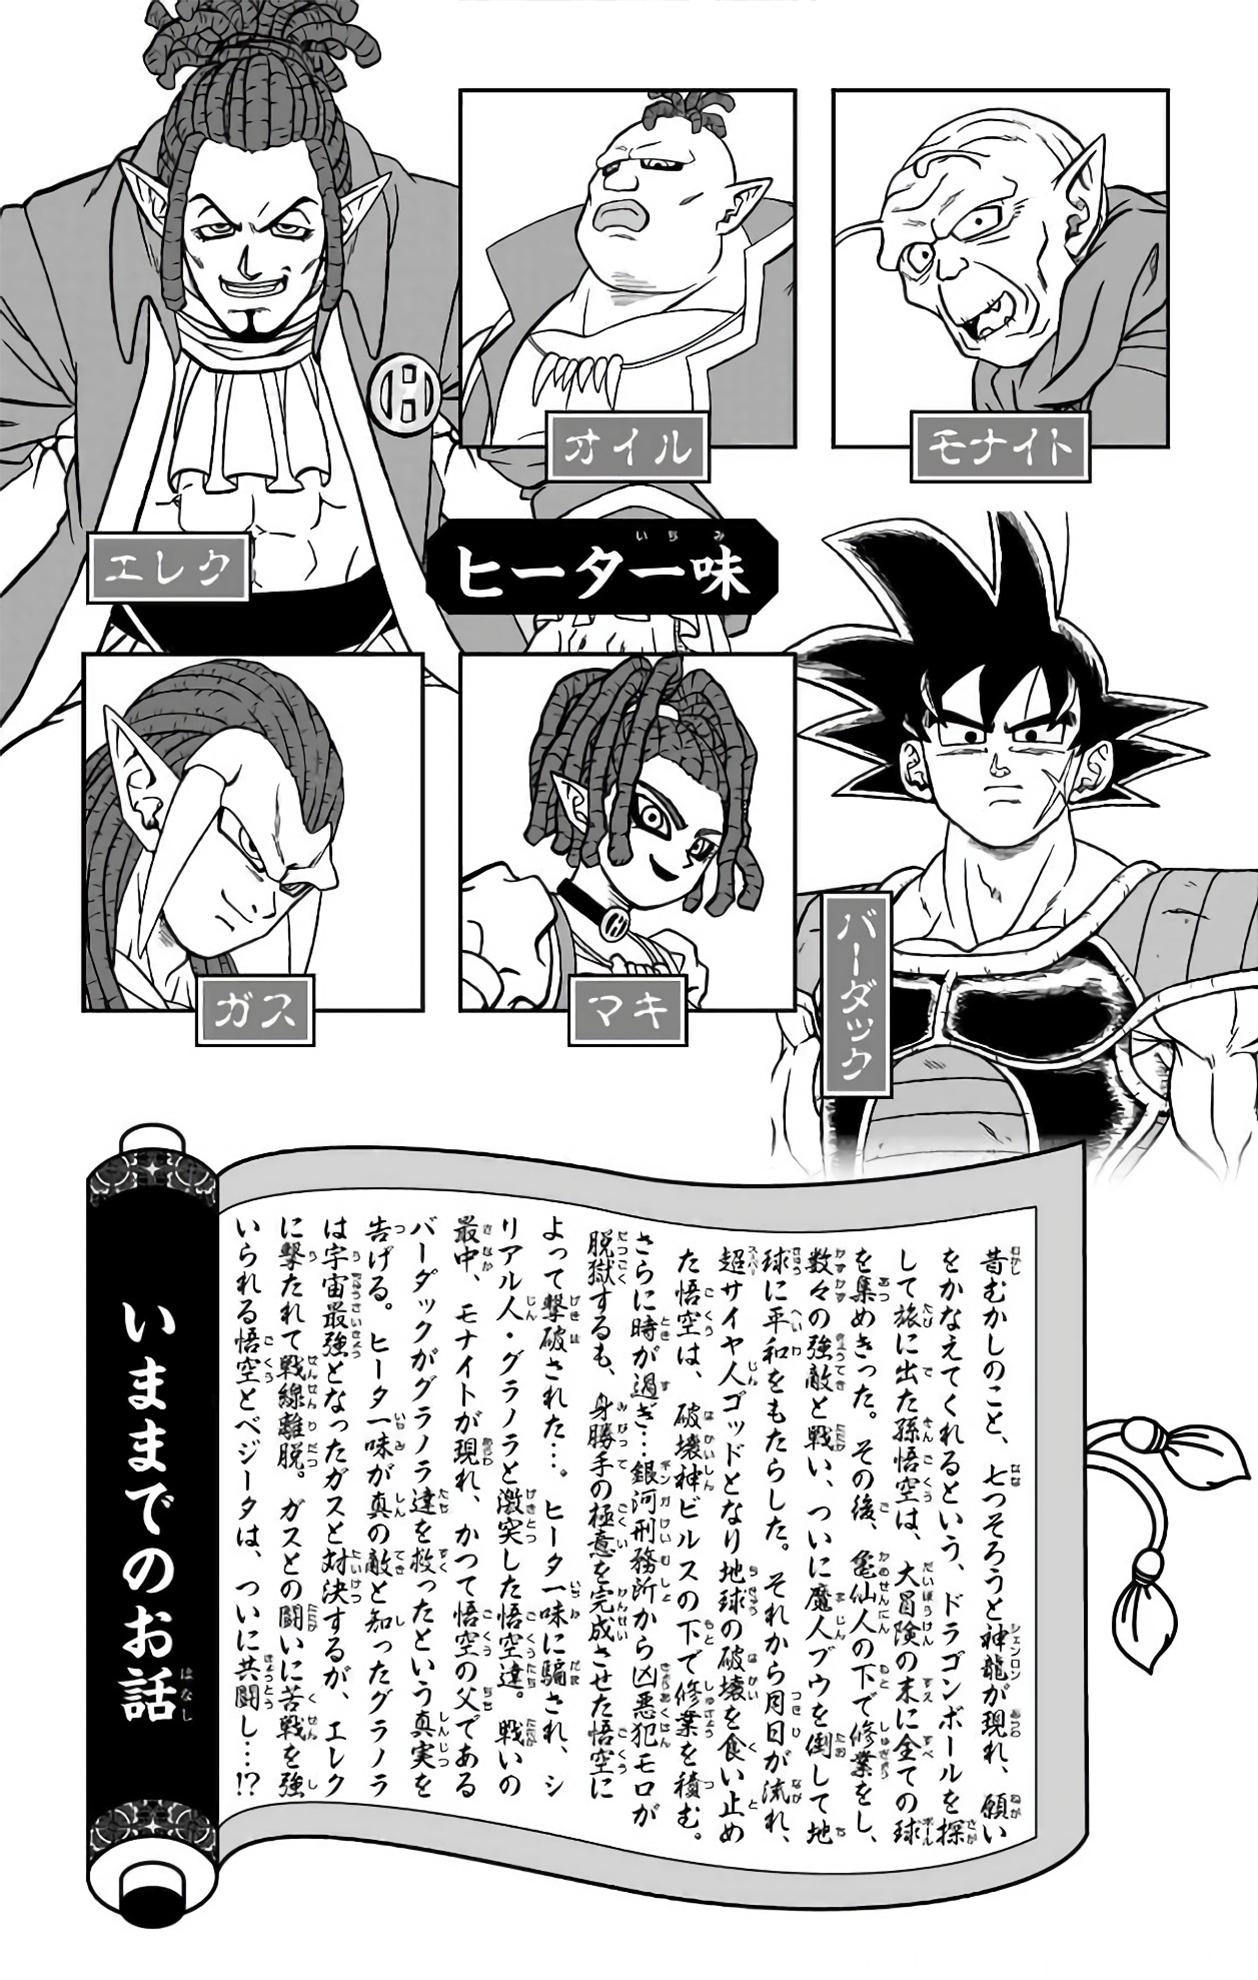 モナイト
オイル
エレク
ヒーター一味
バーダック
マキ
ガス
いままでのお話
昔むかしのこと、七つそろうと神龍が現れ、願い
をかなえてくれるという、ドラゴンボールを探
して旅に出た孫悟空は、大冒険の末に全ての球
を集めきった。その後、亀仙人の下で修業をし、
数々の強敵と戦い、ついに魔人ブウを倒して地
球に平和をもたらした。それから月日が流れ、
超サイヤ人ゴッドとなり地球の破壊を食い止め
た悟空は、破壊神ビルスの下で修業を積む。
さらに時が過ぎ…銀河刑務所から凶悪犯モロが
脱獄するも、身勝手の極意を完成させた悟空に
よって撃破された…。ヒーター一味に騙され、シ
リアル人・グラノラと激突した悟空達。戦いの
最中、モナイトが現れ、かつて悟空の父である
バーダックがグラノラ達を救ったという真実を
告げる。ヒーター一味が真の敵と知ったグラノラ
は宇宙最強となったガスと対決するが、エレク
に撃たれて戦線離脱。ガスとの闘いに苦戦を強
いられる悟空とベジータは、ついに共闘し…!?